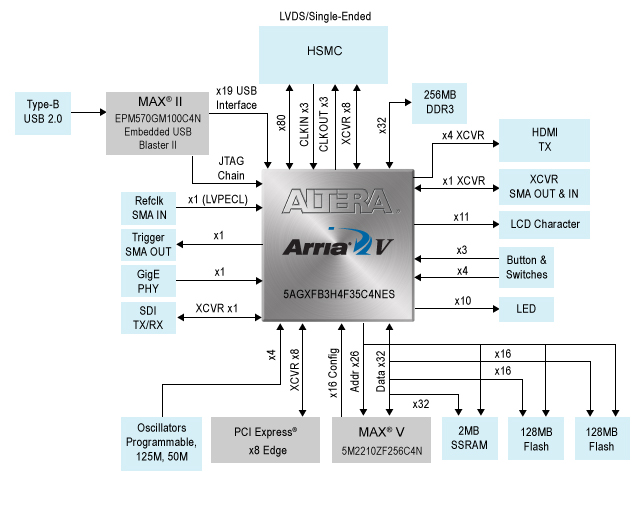 LVDS/Single-Ended
HSMC
Type-B
USB 2.0
MAX® II
EPM570GM100C4N
Embedded USB
Blaster II
x19 USB
Interface
x80
CLKIN x3
CLKOUT x3
XCVR x8
x32
256MB
DDR3
JTAG
Chain
x4 XCVR
HDMI
TX
x1 XCVR
XCVR
SMA OUT & IN
Refclk
SMA IN
x1 (LVPECL)
ALTERA
x11
LCD Character
Trigger
SMA OUT
x1
Arria® V
x3
x4
Button &
Switches
GigE
PHY
x1
5AGXFB3H4F35C4NES
x10
LED
SDI
TX/RX
XCVR x1
x4
XCVR x8
x16 Config
Addr x26
Data x32
x16
x16
x32
Oscillators
Programmable,
125M, 50M
PCI Express®
x8 Edge
MAX® V
5M2210ZF256C4N
2MB
SSRAM
128MB
Flash
128MB
Flash